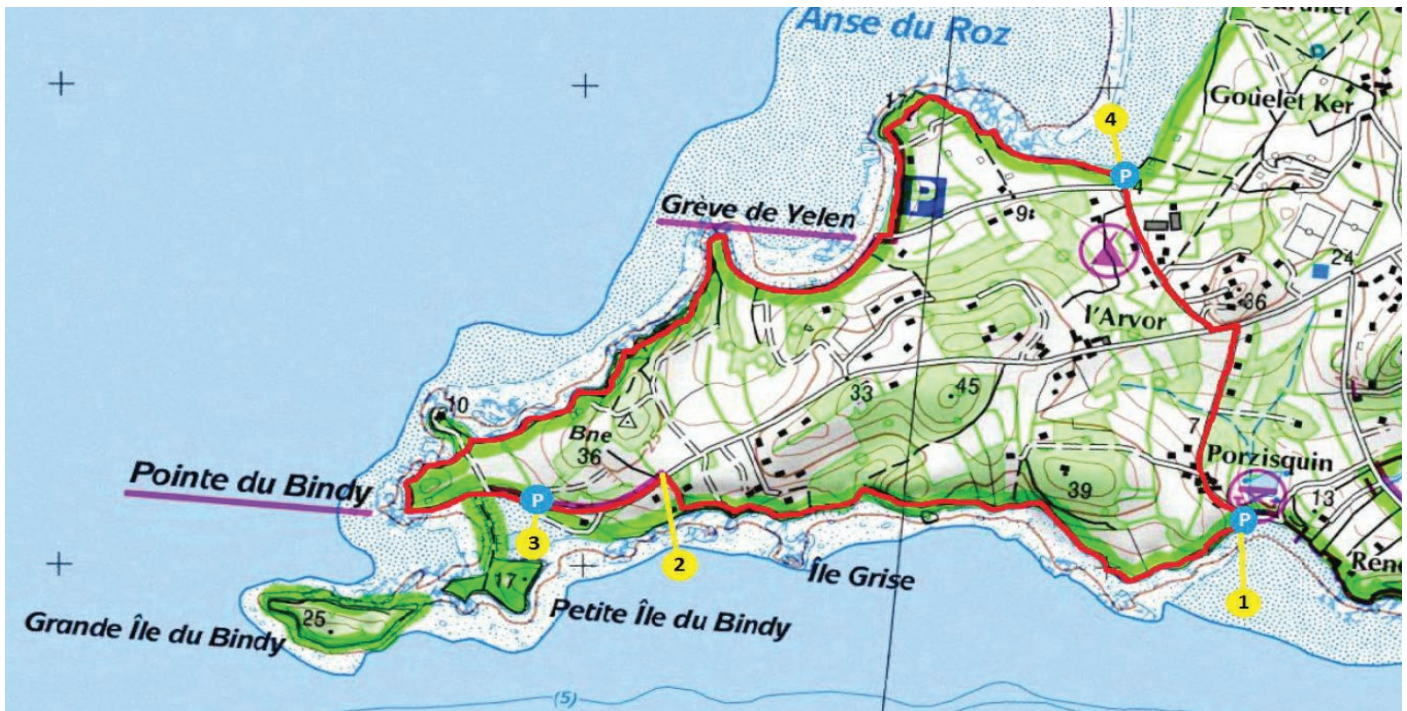 Anse du Roz
Gouelet Ker
17
4
P
4
P
Grève de Yelen
9
24
36
l'Arvor
10
33
45
Bne
36
7
Porzisquin
Pointe du Bindy
P
39
13
P
3
2
Île Grise
17
1
25
Petite Île du Bindy
Grande Île du Bindy
(5)